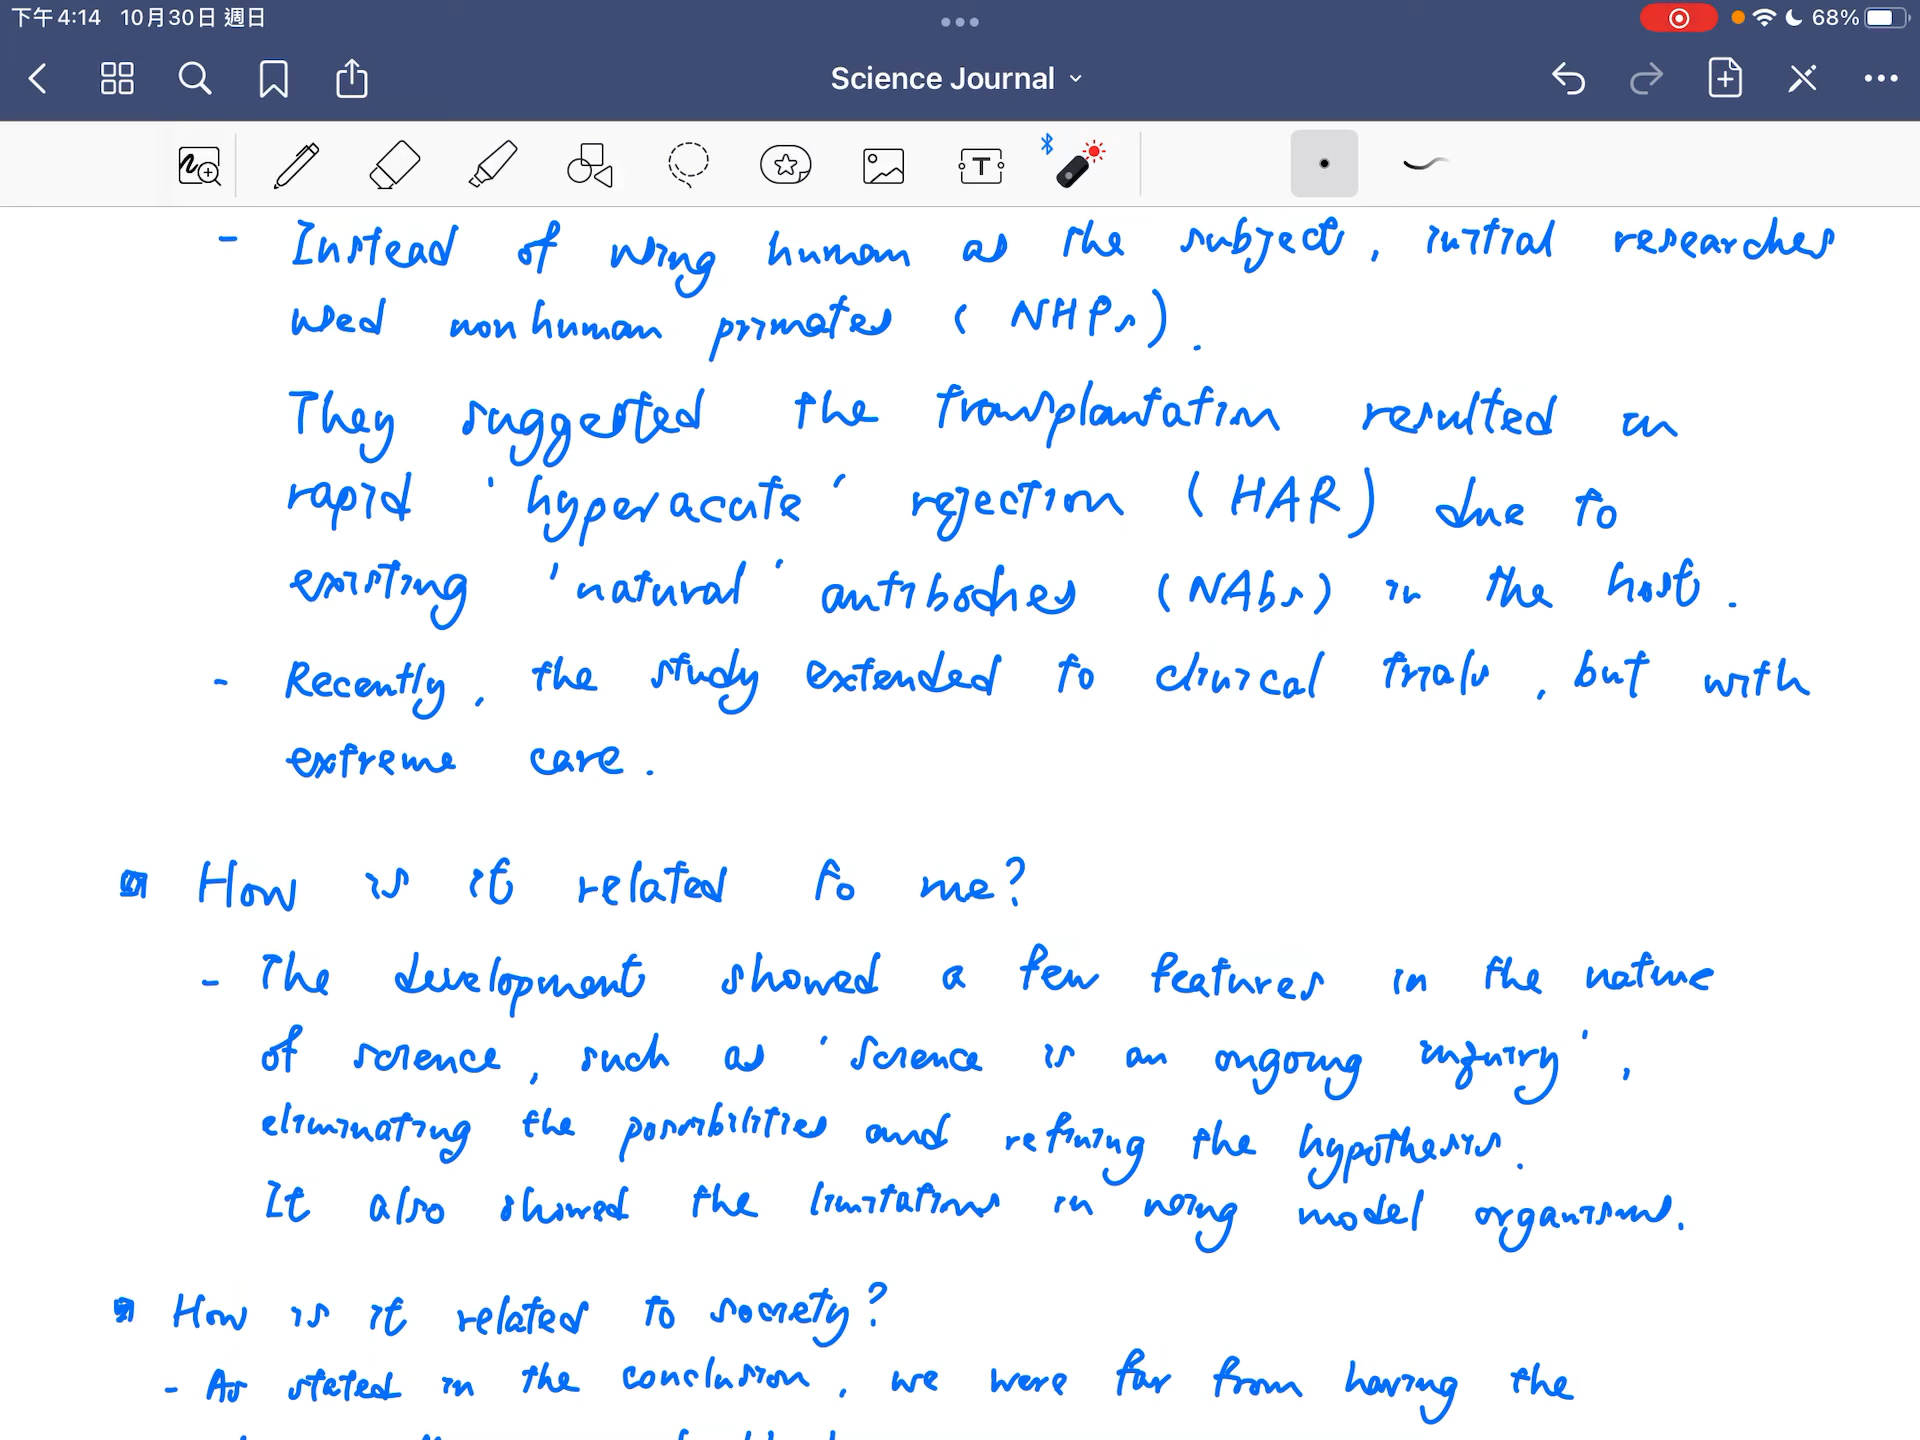 下午4:14 10月30日 週日
68%
Science Journal
T
- Instead of using human as the subject, initial researches
used nonhuman primates (NHPs).
They suggested the transplantation resulted in
rapid 'hyperacute' rejection (HAR) due to
existing 'natural' antibodies (NAbs) in the host.
- Recently, the study extended to clinical trials, but with
extreme care.
How is it related to me?
- The development showed a few features in the nature
of science, such as 'Science is an ongoing inquiry',
eliminating the possibilities and refining the hypothesis.
It also showed the limitations in using model organisms.
How is it related to society?
- As stated in the conclusion, we were far from having the